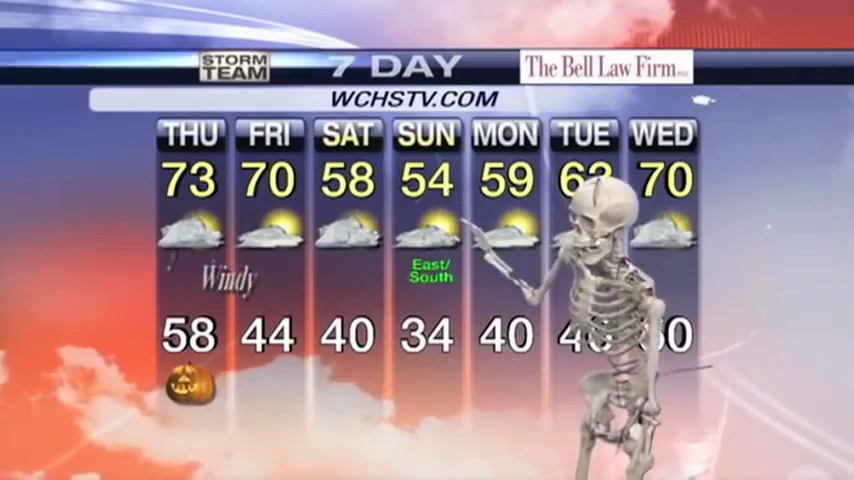 STORM
TEAM
7 DAY
The Bell Law Firm
WCHSTV.COM
THU FRI SAT SUN MON TUE WED
73 70 58 54 59 63 70
Windy
East/
South
58 44 40 34 40